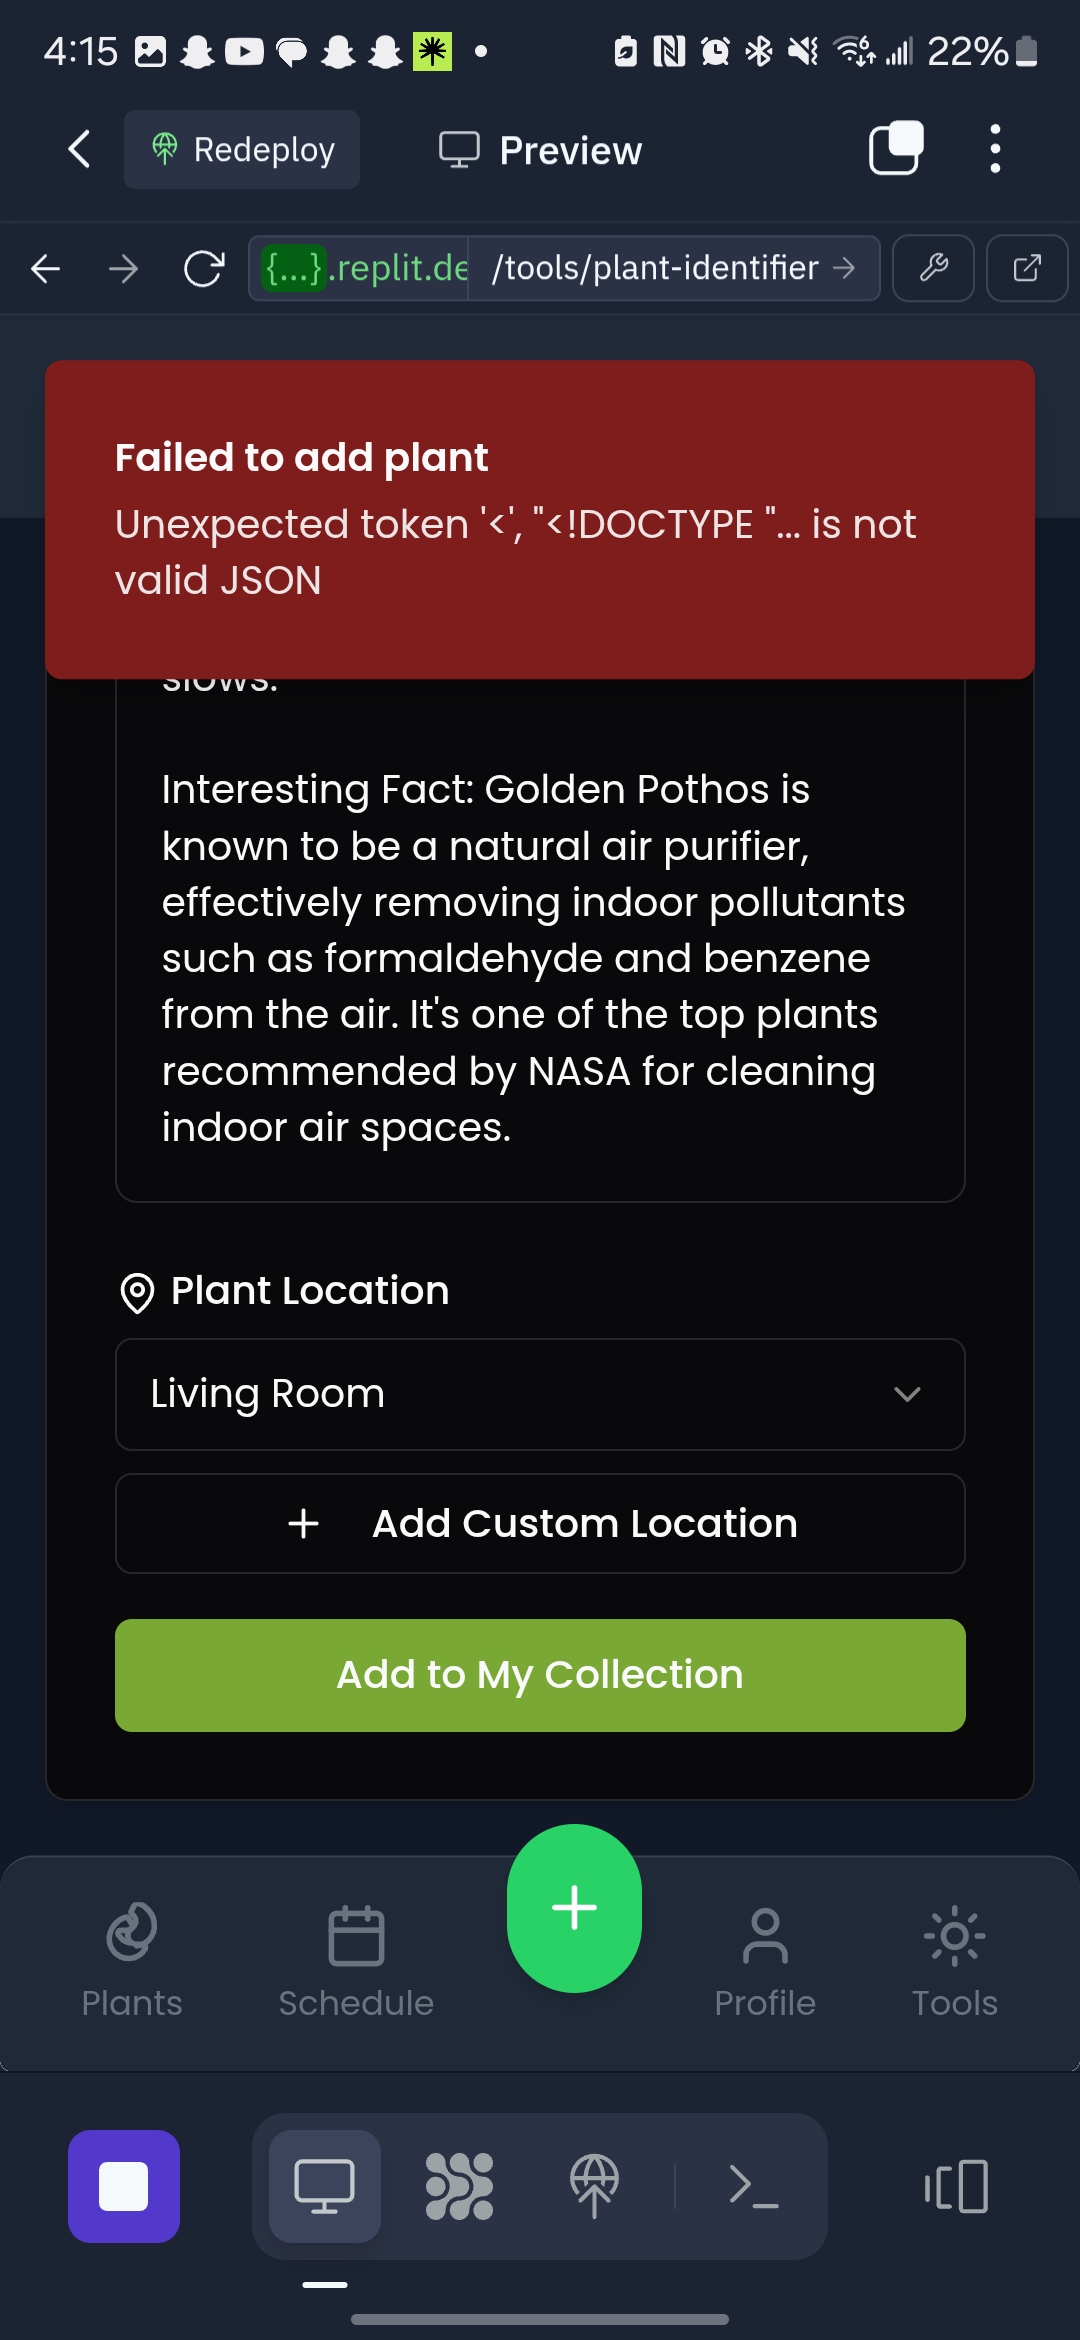 4:15
22%
Redeploy
Preview
{...}.replit.de
/tools/plant-identifier
Failed to add plant
Unexpected token '<', "<!DOCTYPE "... is not
valid JSON
slows.
Interesting Fact: Golden Pothos is
known to be a natural air purifier,
effectively removing indoor pollutants
such as formaldehyde and benzene
from the air. It's one of the top plants
recommended by NASA for cleaning
indoor air spaces.
Plant Location
Living Room
Add Custom Location
Add to My Collection
Plants
Schedule
Profile
Tools